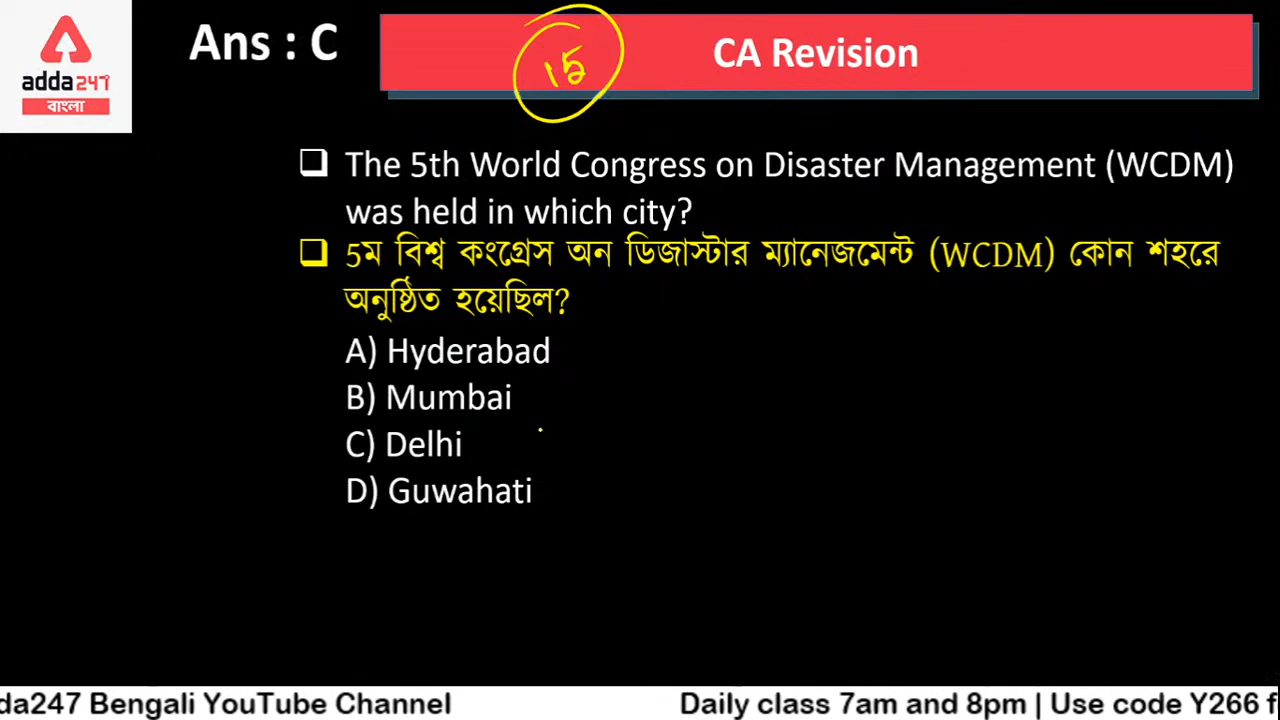 Ans : C
CA Revision
15
adda247
বাংলা
The 5th World Congress on Disaster Management (WCDM)
was held in which city?
5ম বিশ্ব কংগ্রেস অন ডিজাস্টার ম্যানেজমেন্ট (WCDM) কোন শহরে
অনুষ্ঠিত হয়েছিল?
A) Hyderabad
B) Mumbai
C) Delhi
D) Guwahati
dda247 Bengali YouTube Channel
Daily class 7am and 8pm | Use code Y266 f